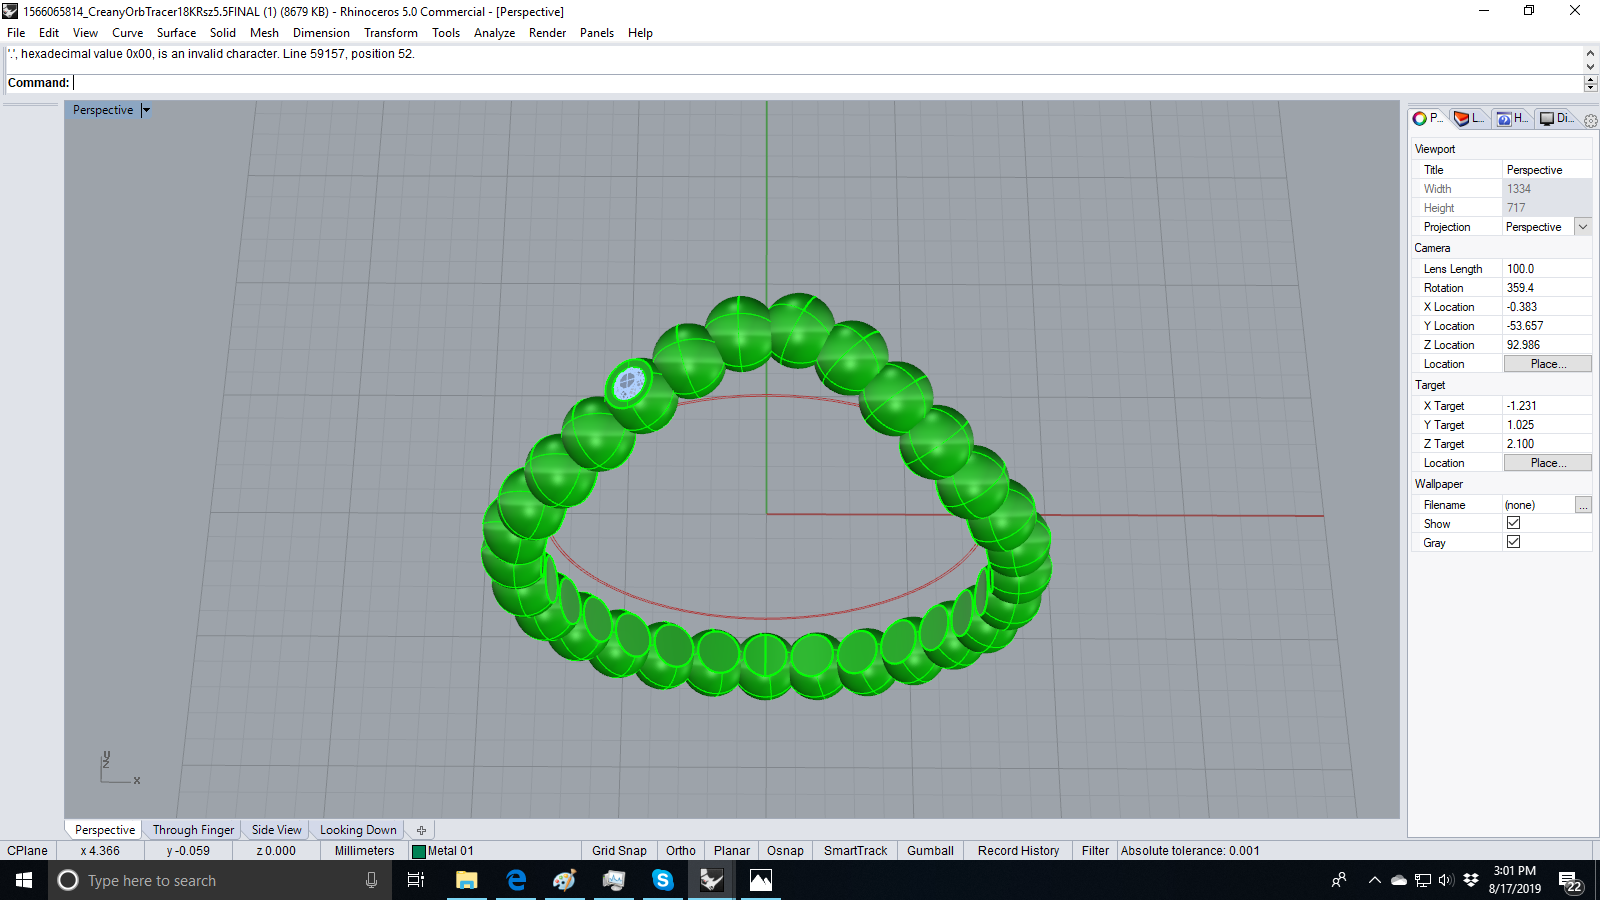 1566065814_CreanyOrbTracer18KRsz5.5FINAL (1) (8679 KB) - Rhinoceros 5.0 Commercial - [Perspective]
File Edit View Curve Surface Solid Mesh Dimension Transform Tools Analyze Render Panels Help
'.', hexadecimal value 0x00, is an invalid character. Line 59157, position 52.
Command:
Perspective
P... L... H... Di...
Viewport
Title Perspective
Width 1334
Height 717
Projection Perspective
Camera
Lens Length 100.0
Rotation 359.4
X Location -0.383
Y Location -53.657
Z Location 92.986
Location Place...
Target
X Target -1.231
Y Target 1.025
Z Target 2.100
Location Place...
Wallpaper
Filename (none) ...
Show
Gray
y
z
x
Perspective Through Finger Side View Looking Down
CPlane x 4.366 y -0.059 z 0.000 Millimeters Metal 01 Grid Snap Ortho Planar Osnap SmartTrack Gumball Record History Filter Absolute tolerance: 0.001
Type here to search
3:01 PM
8/17/2019
22